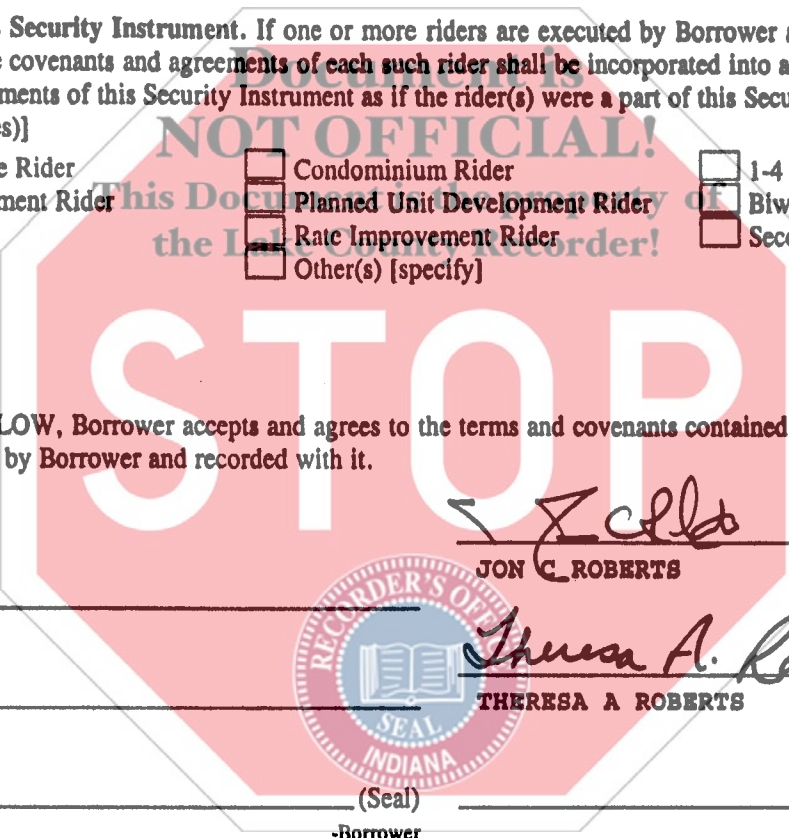 Security Instrument. If one or more riders are executed by Borrower
covenants and agreements of each such rider shall be incorporated into
ments of this Security Instrument as if the rider(s) were a part of this Secu
es)]
Document is
NOT OFFICIAL!
This Document is the property of
the Lake County Recorder!
e Rider
Condominium Rider
1-4
ment Rider
Planned Unit Development Rider
Biw
Rate Improvement Rider
Seco
Other(s) [specify]
STOP
LOW, Borrower accepts and agrees to the terms and covenants contained
by Borrower and recorded with it.
JON C ROBERTS
Theresa A.
THERESA A ROBERTS
RECORDER'S OFFICE
SEAL
INDIANA
(Seal)
-Borrower